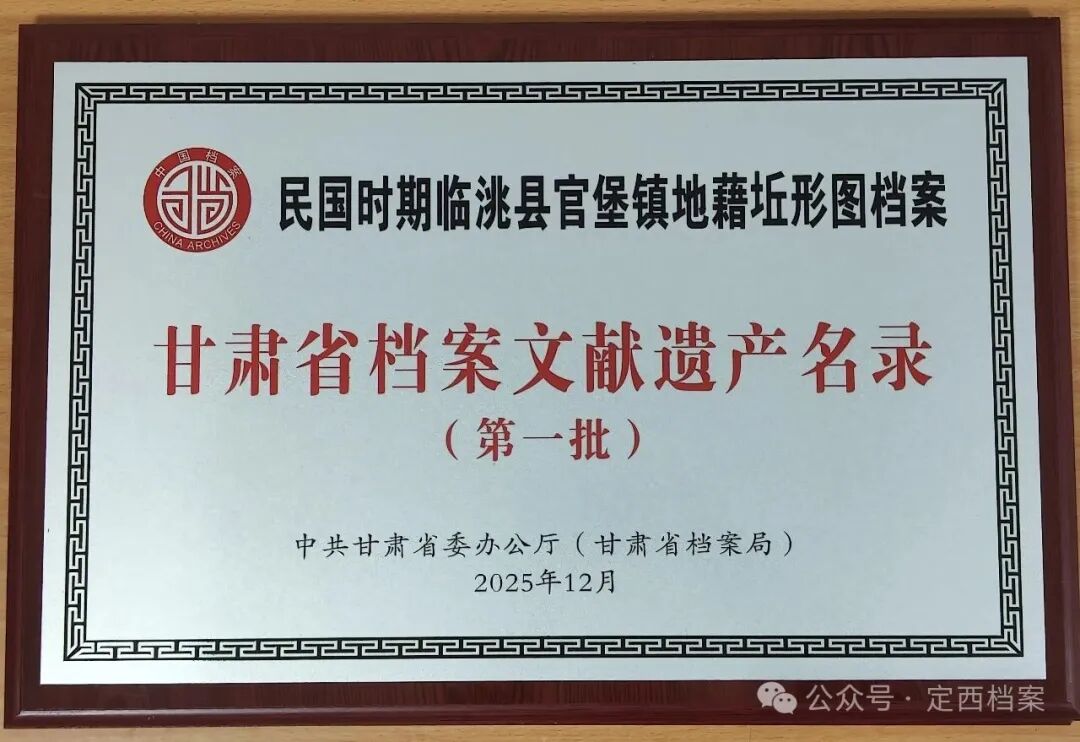 中国档案
CHINA ARCHIVES
民国时期临洮县官堡镇地藉坵形图档案
甘肃省档案文献遗产名录
（第一批）
中共甘肃省委办公厅（甘肃省档案局）
2025年12月
公众号·定西档案